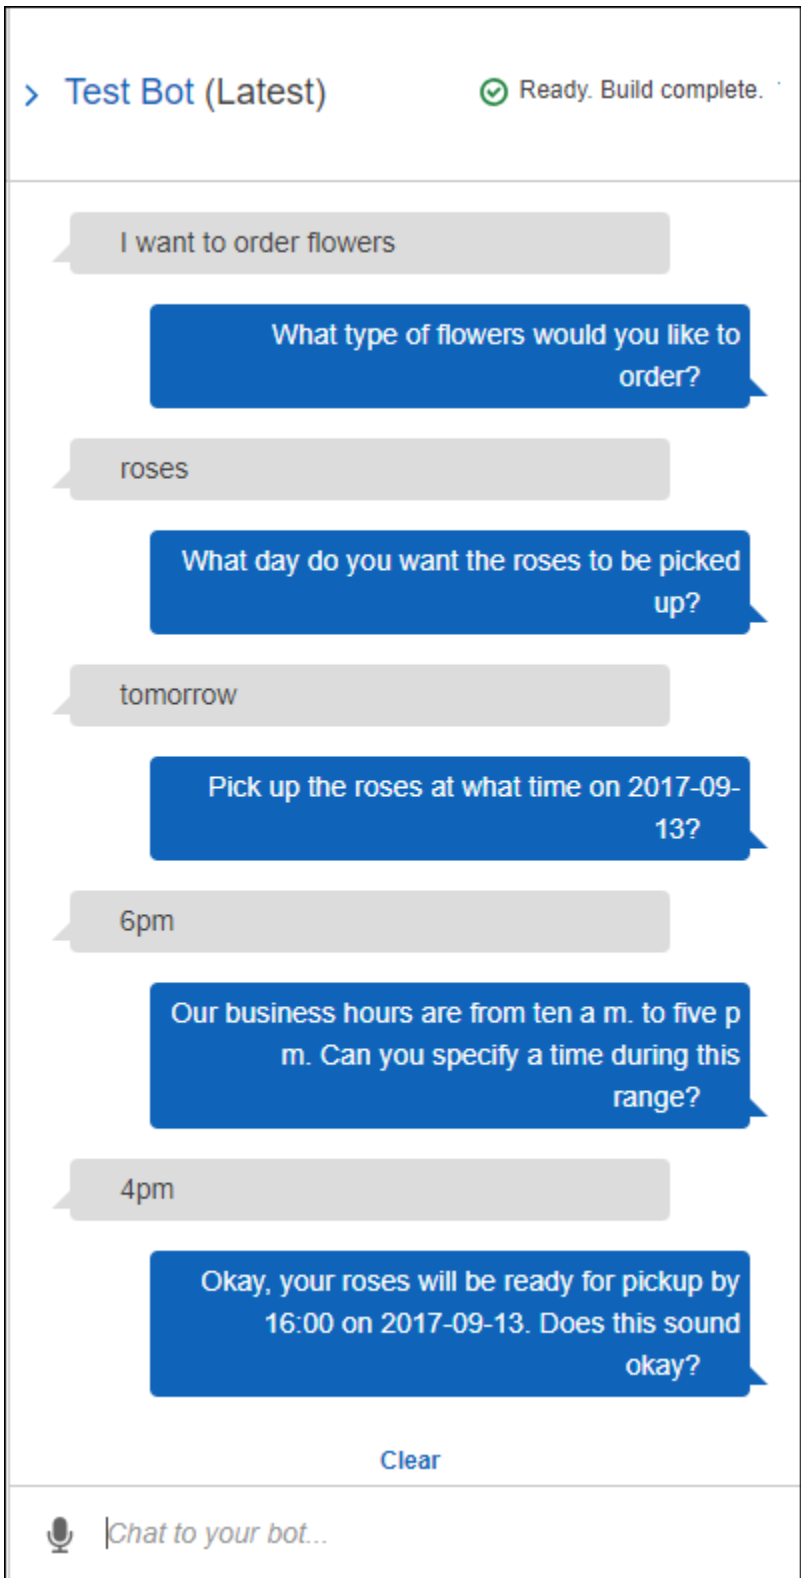 Test Bot (Latest)
Ready. Build complete.
I want to order flowers
What type of flowers would you like to
order?
roses
What day do you want the roses to be picked
up?
tomorrow
Pick up the roses at what time on 2017-09-
13?
6pm
Our business hours are from ten a m. to five p
m. Can you specify a time during this
range?
4pm
Okay, your roses will be ready for pickup by
16:00 on 2017-09-13. Does this sound
okay?
Clear
Chat to your bot...